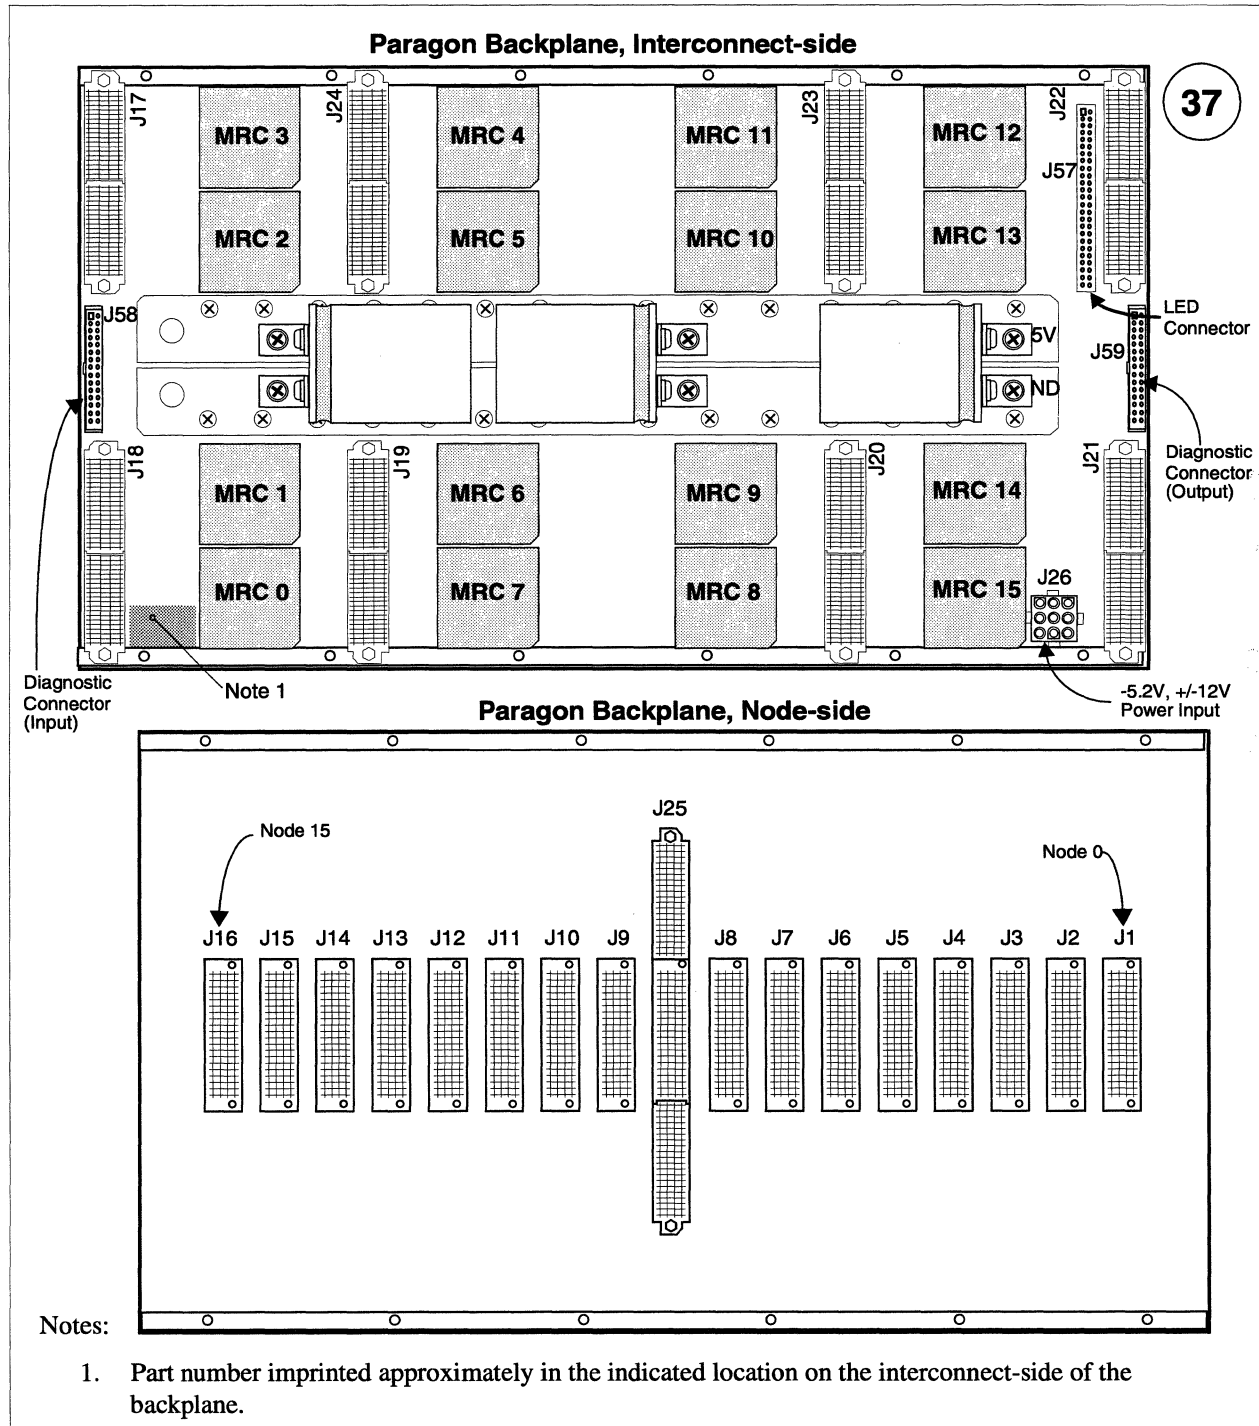 Paragon Backplane, Interconnect-side
37
J17
MRC 3
J24
MRC 4
MRC 11
J23
MRC 12
J22
J57
MRC 2
MRC 5
MRC 10
MRC 13
LED
Connector
J58
5V
J59
ND
J18
MRC 1
J19
MRC 6
MRC 9
J20
MRC 14
J21
Diagnostic
Connector
(Output)
MRC 0
MRC 7
MRC 8
MRC 15
J26
Diagnostic
Connector
(Input)
Note 1
-5.2V, +/-12V
Power Input
Paragon Backplane, Node-side
J25
Node 15
Node 0
J16 J15 J14 J13 J12 J11 J10 J9 J8 J7 J6 J5 J4 J3 J2 J1
Notes:
1. Part number imprinted approximately in the indicated location on the interconnect-side of the
backplane.